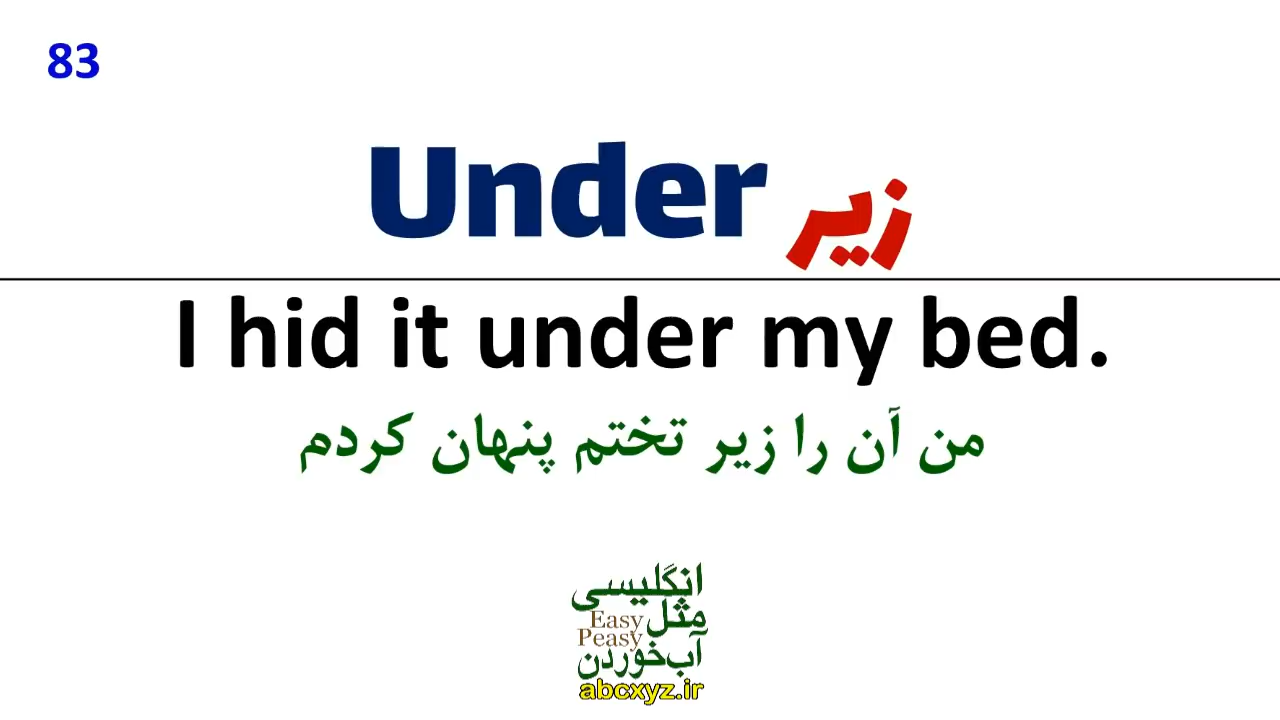 83
Under زیر
I hid it under my bed.
من آن را زیر تختم پنهان کردم
انگلیسی
مثل
Easy
Peasy
آب‌خوردن
abcxyz.ir